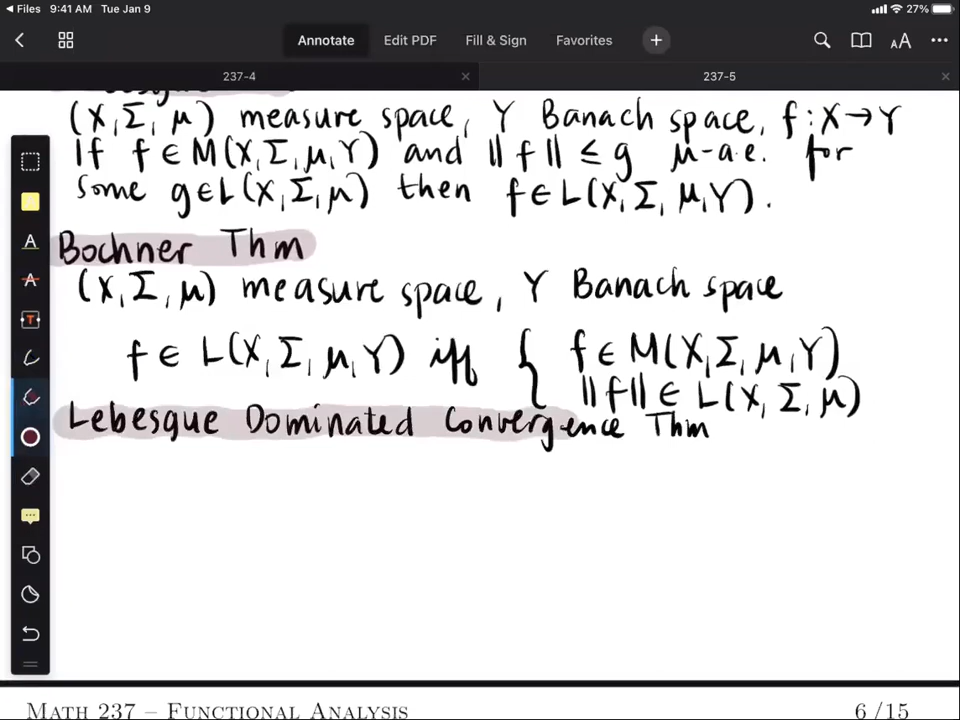 Files 9:41 AM Tue Jan 9 27%
Annotate Edit PDF Fill & Sign Favorites + AA
237-4 × 237-5 ×
(X, Σ, μ) measure space, Y Banach space, f : X → Y
If f ∈ M(X, Σ, μ, Y) and ‖f‖ ≤ g μ-a.e. for
some g ∈ L(X, Σ, μ) then f ∈ L(X, Σ, μ, Y).
Bochner Thm
(X, Σ, μ) measure space, Y Banach space
f ∈ L(X, Σ, μ, Y) iff { f ∈ M(X, Σ, μ, Y)
‖f‖ ∈ L(X, Σ, μ)
Lebesgue Dominated Convergence Thm
A
A
T
MATH 237 – FUNCTIONAL ANALYSIS 6 / 15